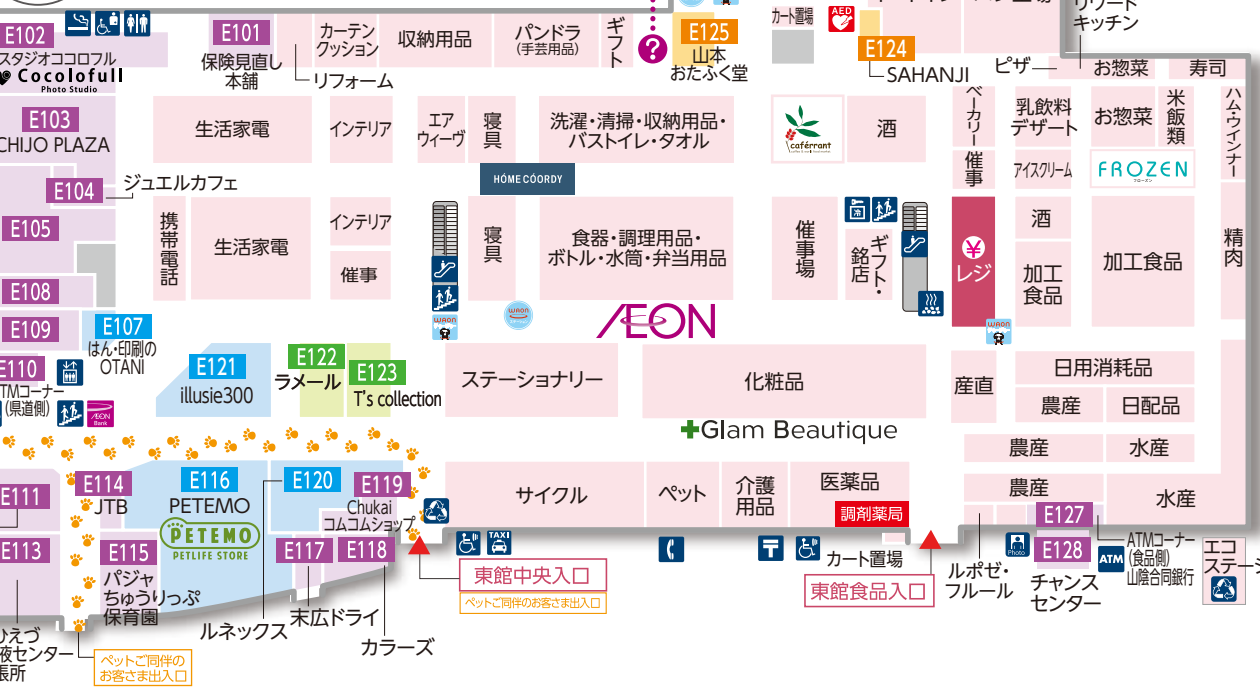 E102
スタジオココロフル
Cocolofull
Photo Studio
E101
保険見直し
本舗
カーテン
クッション
リフォーム
収納用品
パンドラ
(手芸用品)
ギフト
?
E125
山本
おたふく堂
カート置場
AED
E124
SAHANJI
キッチン
ピザ
お惣菜
寿司
E103
CHIJO PLAZA
生活家電
インテリア
エア
ウィーヴ
寝具
洗濯・清掃・収納用品・
バストイレ・タオル
caférrant
酒
ベーカリー
乳飲料
デザート
お惣菜
米飯類
ハム・ウインナー
催事
アイスクリーム
FROZEN
フローズン
HÓME CÓORDY
E104
ジュエルカフェ
E105
携帯電話
生活家電
インテリア
催事
寝具
食器・調理用品・
ボトル・水筒・弁当用品
催事場
ギフト・
銘店
¥
レジ
酒
加工
食品
加工食品
精肉
E108
E109
E107
はん・印刷の
OTANI
WAON
WAON
ÆON
WAON
E110
TMコーナー
(県道側)
ÆON
Bank
E121
illusie300
E122
ラメール
E123
T's collection
ステーショナリー
化粧品
産直
日用消耗品
農産
日配品
Glam Beautique
農産
水産
E111
E114
JTB
E116
PETEMO
PETEMO
PETLIFE STORE
E120
E119
Chukai
コムコムショップ
サイクル
ペット
介護
用品
医薬品
調剤薬局
農産
水産
E113
E115
パジャ
ちゅうりっぷ
保育園
E117
E118
TAXI
東館中央入口
ペットご同伴のお客さま出入口
カート置場
東館食品入口
ルポゼ・
フルール
Photo
E127
E128
チャンス
センター
ATM
ATMコーナー
(食品側)
山陰合同銀行
エコ
ステーシ
ルネックス
末広ドライ
カラーズ
ひえづ
液センター
長所
ペットご同伴の
お客さま出入口